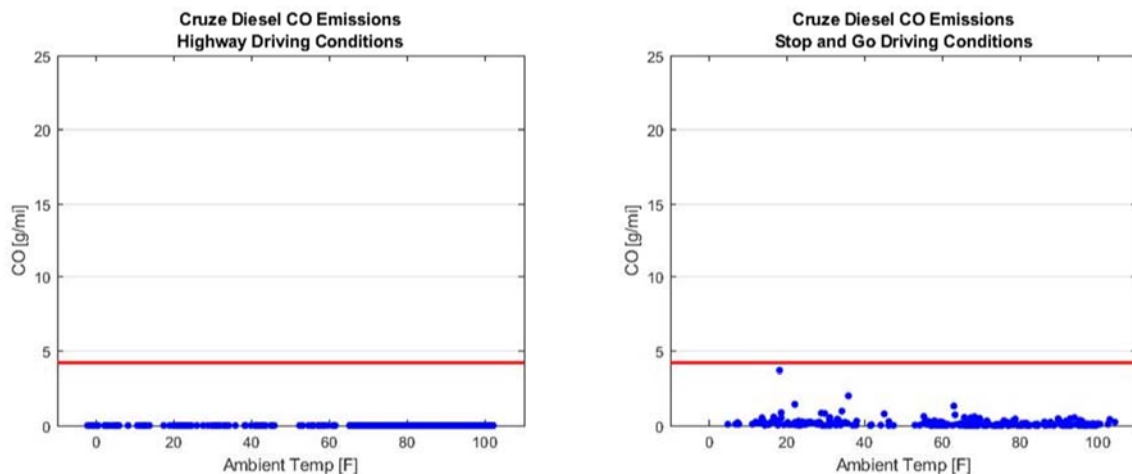 Cruze Diesel CO Emissions
Highway Driving Conditions
25
20
15
10
5
0
CO [g/mi]
0 20 40 60 80 100
Ambient Temp [F]
Cruze Diesel CO Emissions
Stop and Go Driving Conditions
25
20
15
10
5
0
CO [g/mi]
0 20 40 60 80 100
Ambient Temp [F]